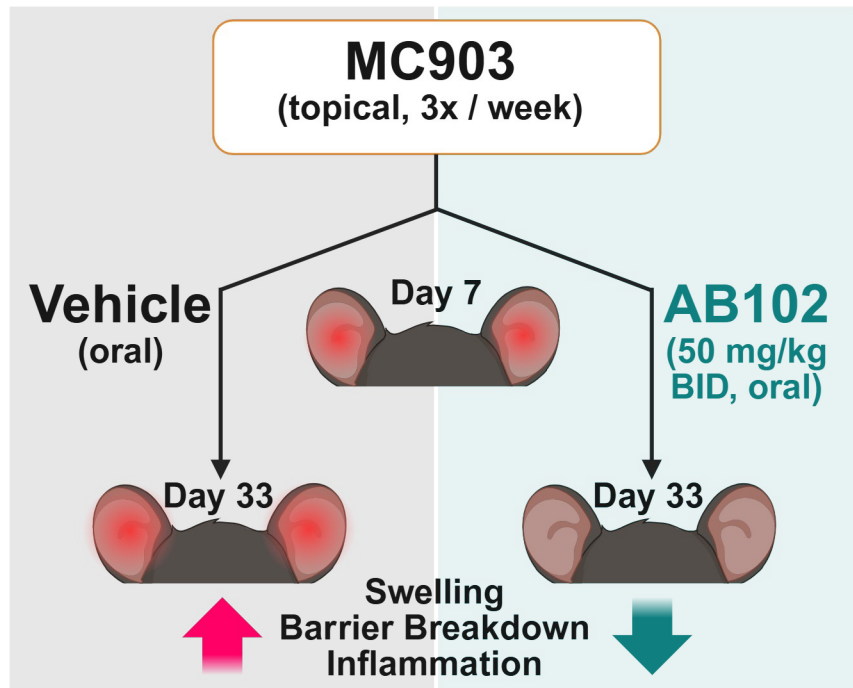 MC903
(topical, 3x / week)
Vehicle
(oral)
Day 7
AB102
(50 mg/kg
BID, oral)
Day 33
Day 33
Swelling
Barrier Breakdown
Inflammation